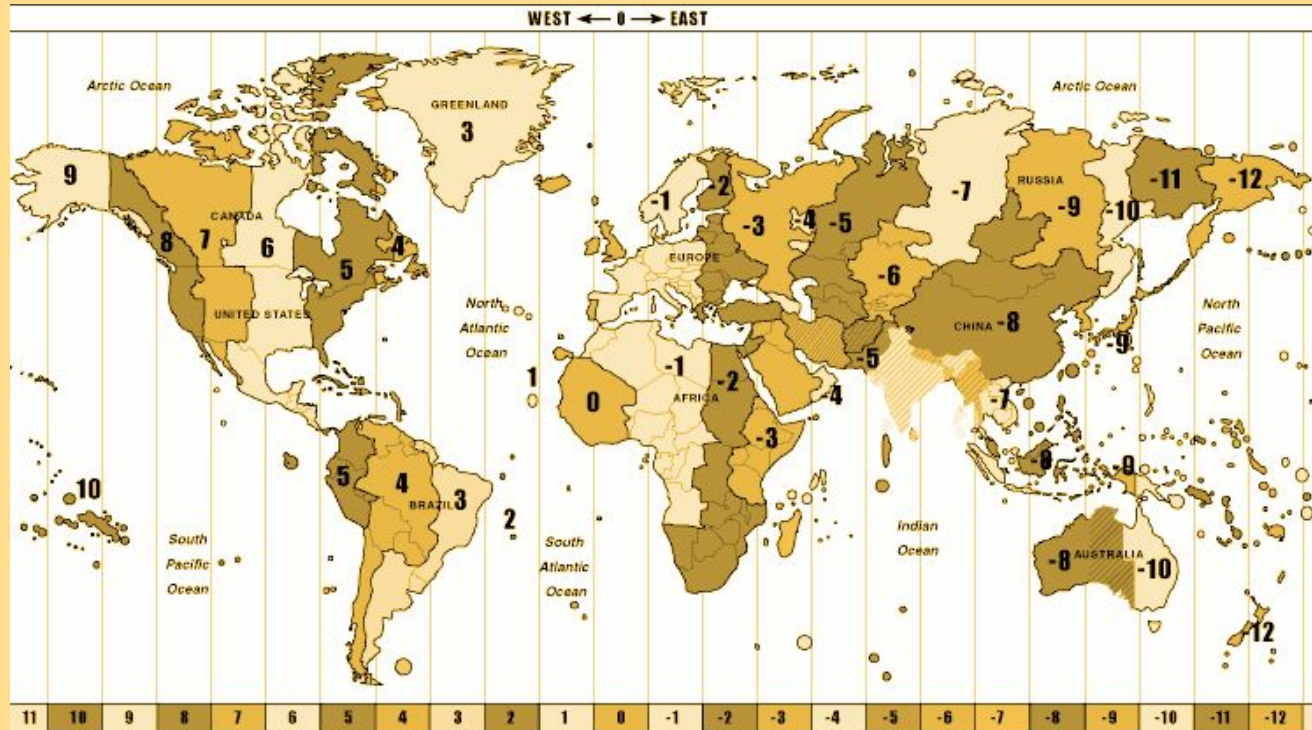 WEST ← 0 → EAST
Arctic Ocean
Arctic Ocean
GREENLAND
3
9
8
CANADA
7
6
5
4
-1
-2
-3
-4
-5
-7
RUSSIA
-9
-10
-11
-12
EUROPE
-6
UNITED STATES
North
Atlantic
Ocean
CHINA -8
-9
North
Pacific
Ocean
1
0
-1
AFRICA
-2
-3
-4
-5
-7
10
5
4
BRAZIL
3
2
-8
-9
South
Pacific
Ocean
South
Atlantic
Ocean
Indian
Ocean
-8
AUSTRALIA
-10
-12
11 10 9 8 7 6 5 4 3 2 1 0 -1 -2 -3 -4 -5 -6 -7 -8 -9 -10 -11 -12